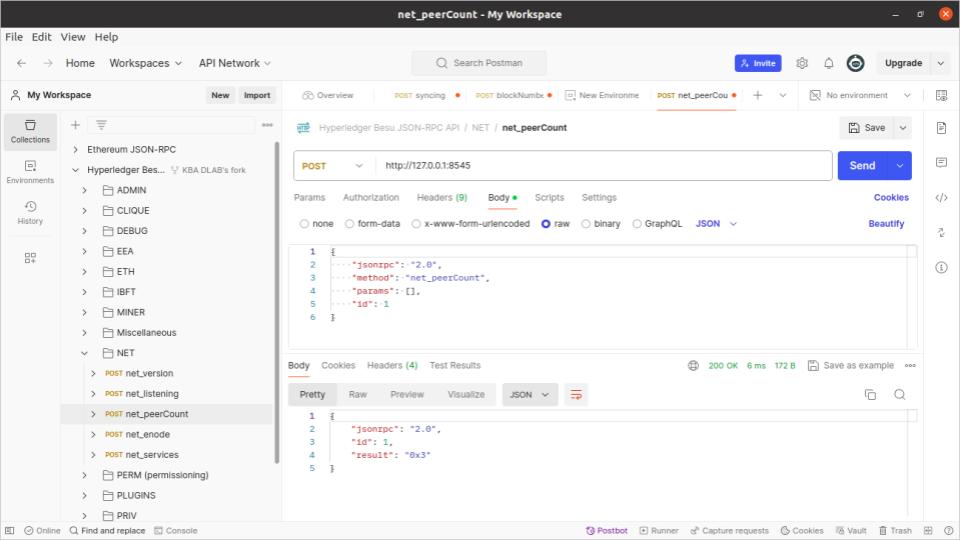 net_peerCount - My Workspace
File Edit View Help
Home Workspaces API Network Search Postman Invite Upgrade
My Workspace New Import Overview POST syncing POST blockNumbe New Environme POST net_peerCou No environment
Collections
Environments
History
Ethereum JSON-RPC
Hyperledger Bes... KBA DLAB's fork
ADMIN
CLIQUE
DEBUG
EEA
ETH
IBFT
MINER
Miscellaneous
NET
POST net_version
POST net_listening
POST net_peerCount
POST net_enode
POST net_services
PERM (permissioning)
PLUGINS
PRIV
HTTP Hyperledger Besu JSON-RPC API / NET / net_peerCount Save
POST http://127.0.0.1:8545 Send
Params Authorization Headers (9) Body Scripts Settings Cookies
none form-data x-www-form-urlencoded raw binary GraphQL JSON Beautify
1 {
2 "jsonrpc": "2.0",
3 "method": "net_peerCount",
4 "params": [],
5 "id": 1
6 }
Body Cookies Headers (4) Test Results 200 OK 6 ms 172 B Save as example
Pretty Raw Preview Visualize JSON
1 {
2 "jsonrpc": "2.0",
3 "id": 1,
4 "result": "0x3"
5 }
Online Find and replace Console Postbot Runner Capture requests Cookies Vault Trash